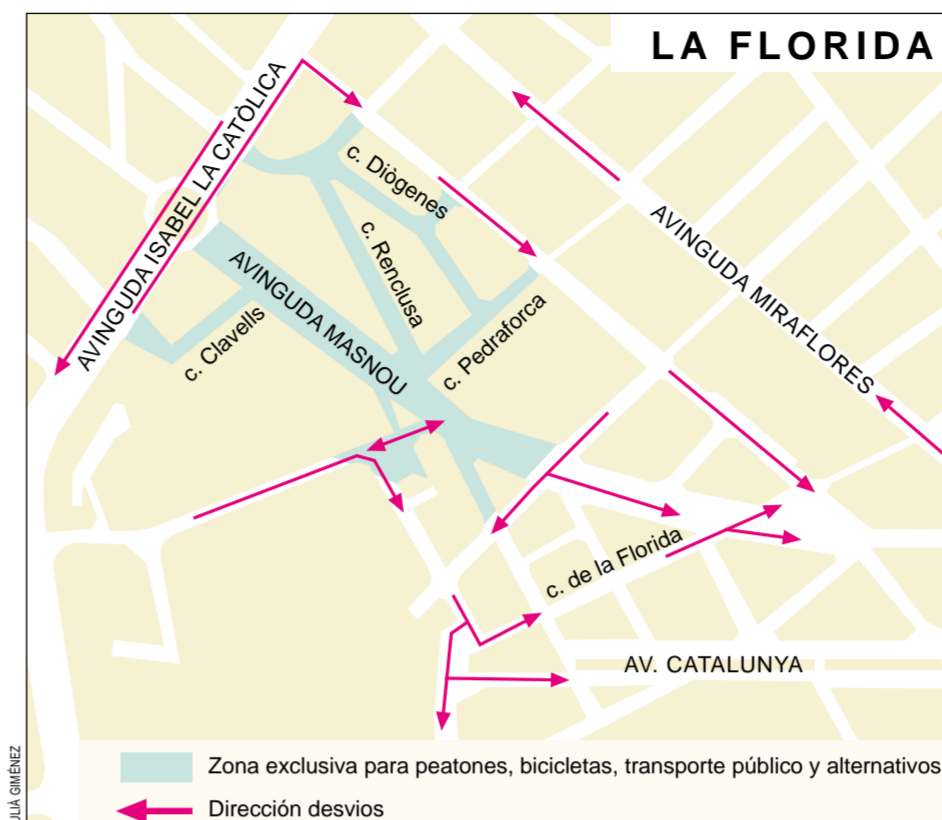 LA FLORIDA
AVINGUDA ISABEL LA CATÒLICA
c. Diògenes
AVINGUDA MIRAFLORES
c. Renclusa
AVINGUDA MASNOU
c. Pedraforca
c. Clavells
c. de la Florida
AV. CATALUNYA
Zona exclusiva para peatones, bicicletas, transporte público y alternativos
Dirección desvios
JULIÀ GIMÉNEZ